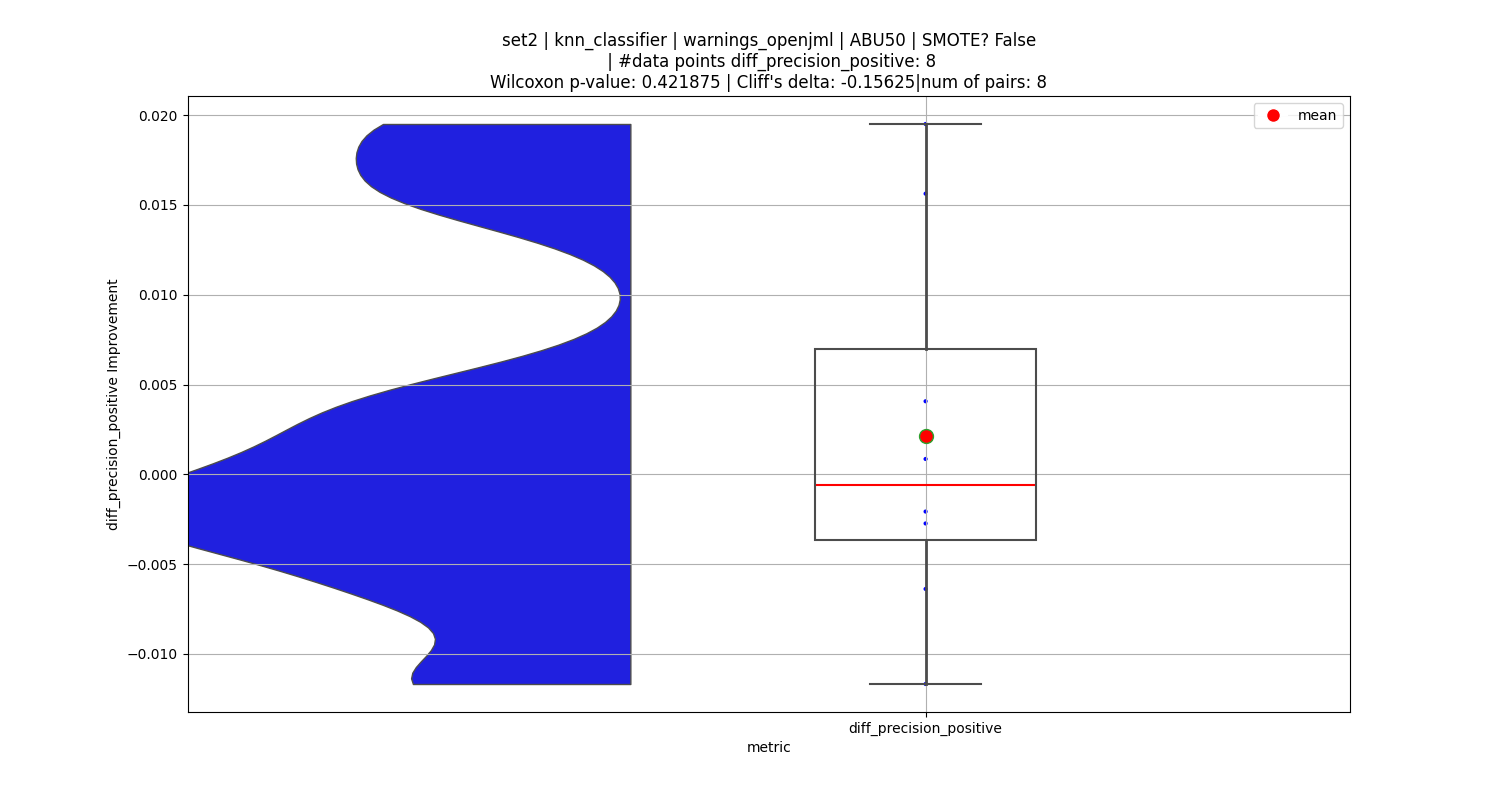 set2 | knn_classifier | warnings_openjml | ABU50 | SMOTE? False
| #data points diff_precision_positive: 8
Wilcoxon p-value: 0.421875 | Cliff's delta: -0.15625|num of pairs: 8
mean
0.020
0.015
0.010
0.005
0.000
−0.005
−0.010
diff_precision_positive Improvement
diff_precision_positive
metric